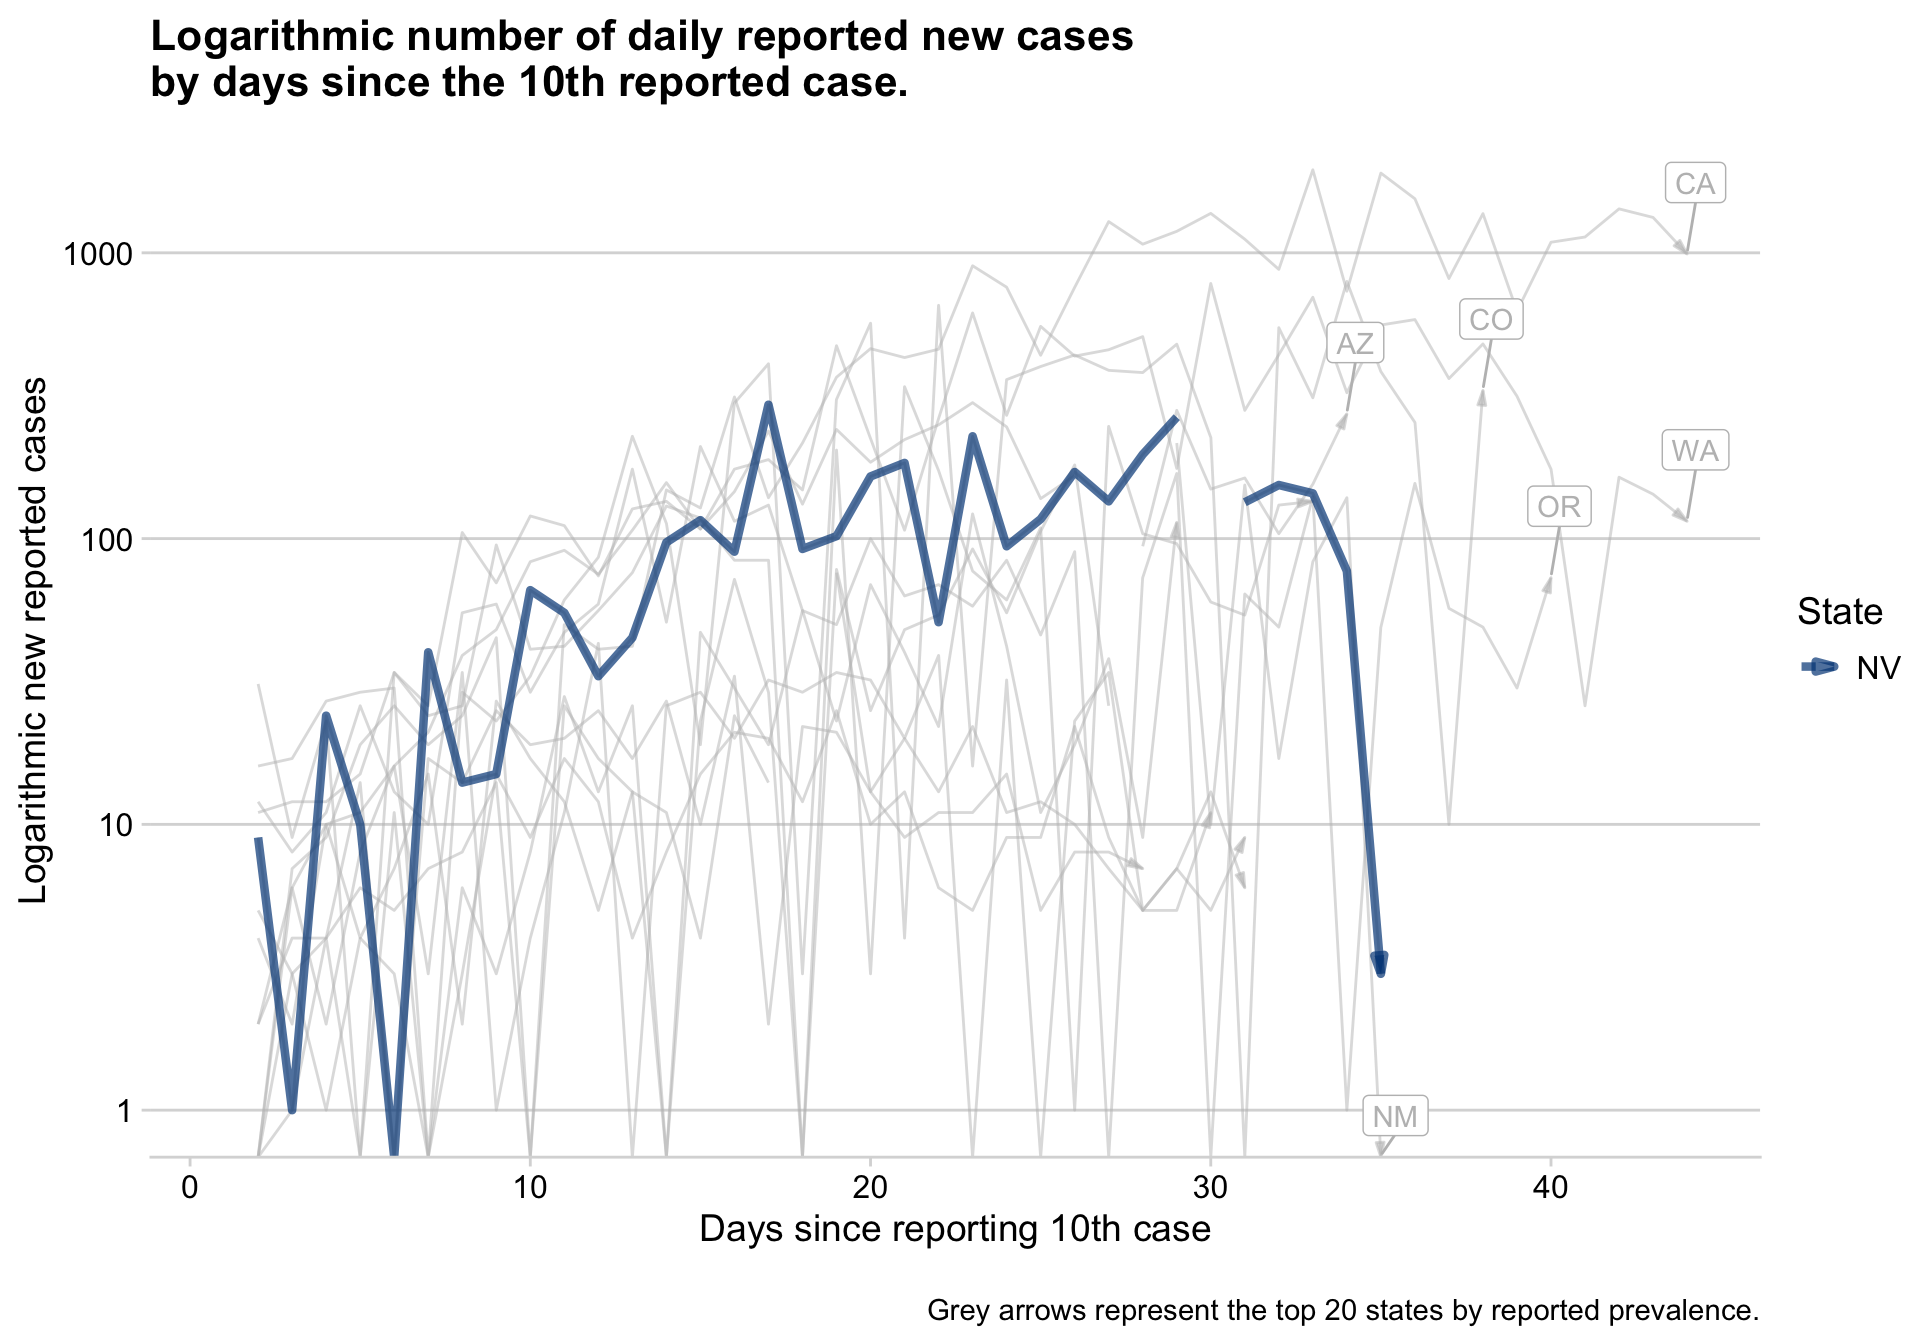 Logarithmic number of daily reported new cases
by days since the 10th reported case.
Logarithmic new reported cases
1000
100
10
1
CA
CO
AZ
WA
OR
NM
State
NV
0
10
20
30
40
Days since reporting 10th case
Grey arrows represent the top 20 states by reported prevalence.